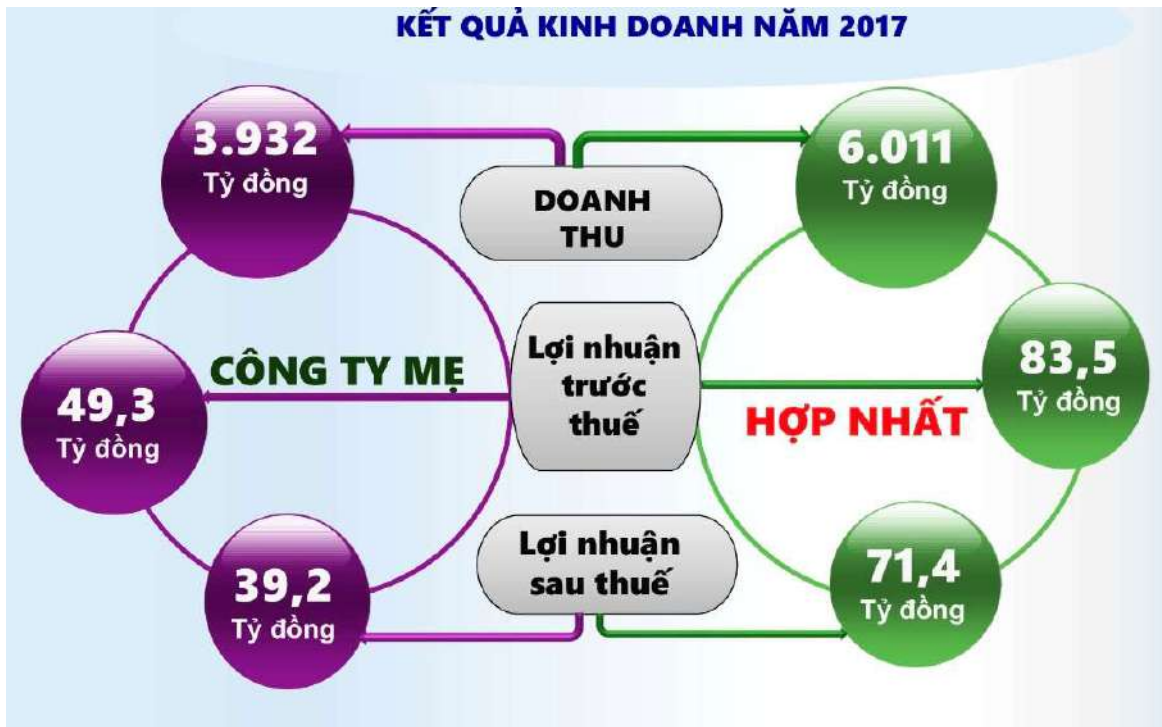 KẾT QUẢ KINH DOANH NĂM 2017
3.932
Tỷ đồng
DOANH
THU
6.011
Tỷ đồng
CÔNG TY MẸ
49,3
Tỷ đồng
Lợi nhuận
trước
thuế
83,5
Tỷ đồng
HỢP NHẤT
39,2
Tỷ đồng
Lợi nhuận
sau thuế
71,4
Tỷ đồng